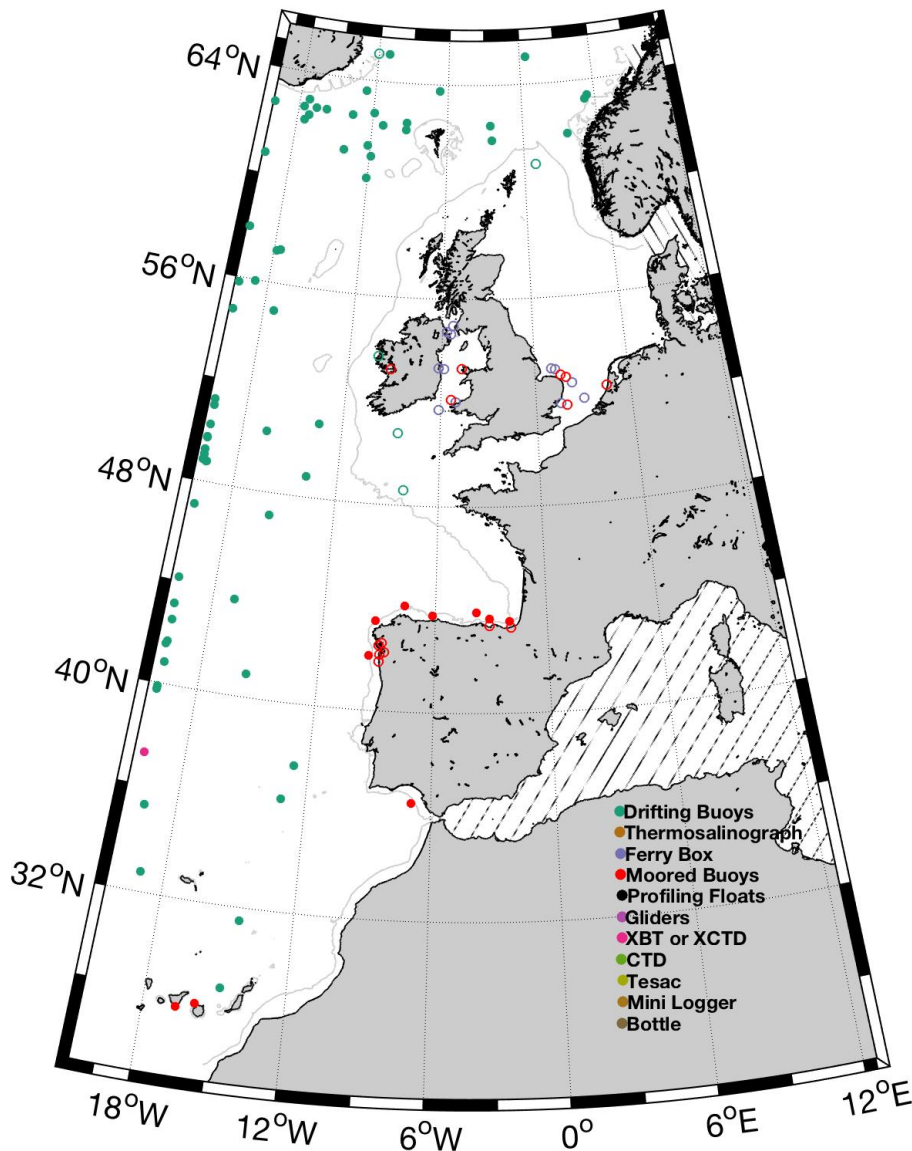 64°N
56°N
48°N
40°N
32°N
Drifting Buoys
Thermosalinograph
Ferry Box
Moored Buoys
Profiling Floats
Gliders
XBT or XCTD
CTD
Tesac
Mini Logger
Bottle
18°W
12°W
6°W
0°
6°E
12°E